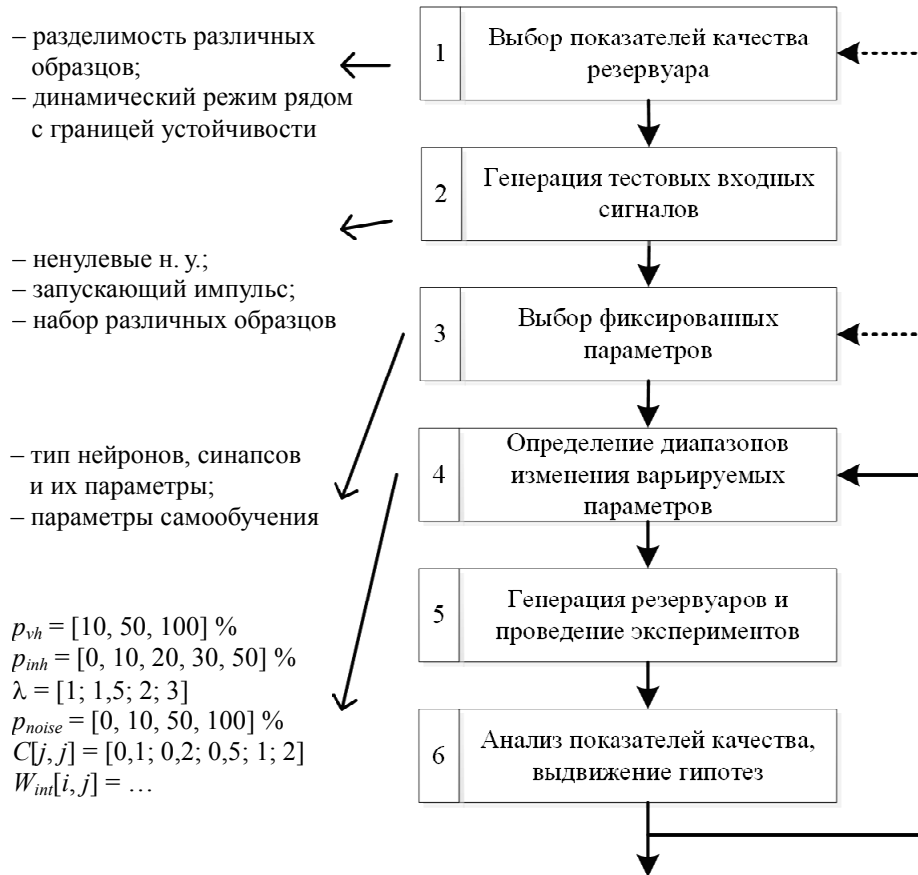 – разделимость различных
образцов;
– динамический режим рядом
с границей устойчивости
1
Выбор показателей качества
резервуара
2
Генерация тестовых входных
сигналов
– ненулевые н. у.;
– запускающий импульс;
– набор различных образцов
3
Выбор фиксированных
параметров
– тип нейронов, синапсов
и их параметры;
– параметры самообучения
4
Определение диапазонов
изменения варьируемых
параметров
5
Генерация резервуаров и
проведение экспериментов
p_vh = [10, 50, 100] %
p_inh = [0, 10, 20, 30, 50] %
λ = [1; 1,5; 2; 3]
p_noise = [0, 10, 50, 100] %
C[j, j] = [0,1; 0,2; 0,5; 1; 2]
W_int[i, j] = …
6
Анализ показателей качества,
выдвижение гипотез